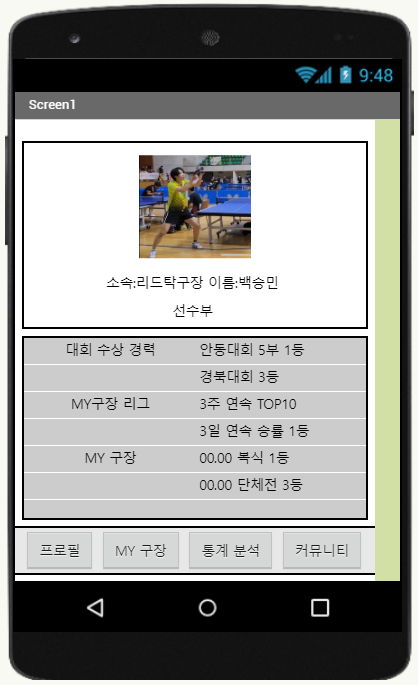 9:48
Screen1
소속:리드탁구장 이름:백승민
선수부
대회 수상 경력 안동대회 5부 1등
경북대회 3등
MY구장 리그 3주 연속 TOP10
3일 연속 승률 1등
MY 구장 00.00 복식 1등
00.00 단체전 3등
프로필 MY 구장 통계 분석 커뮤니티